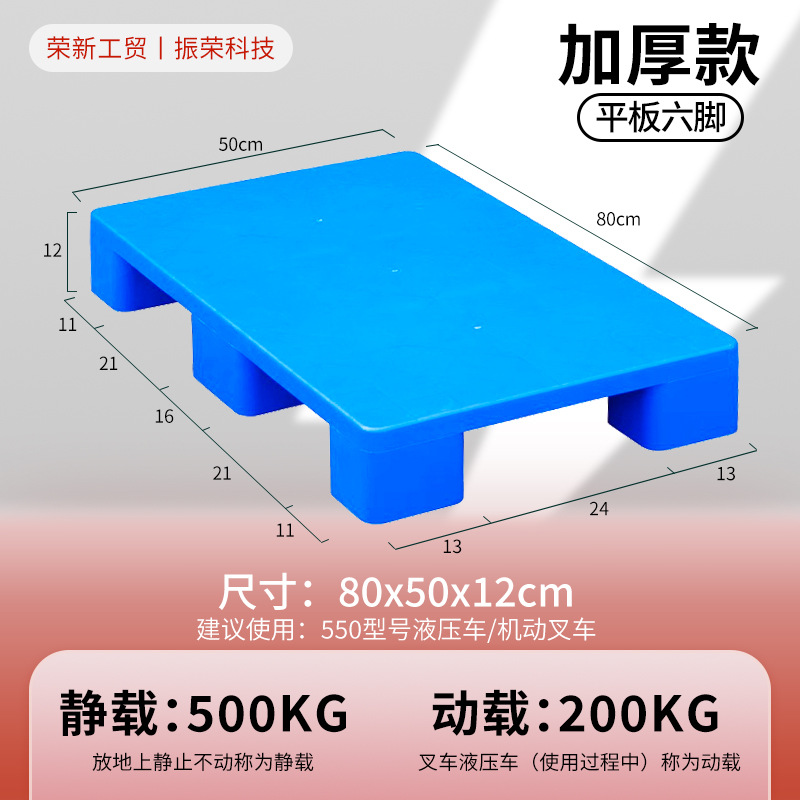 荣新工贸丨振荣科技
加厚款
平板六脚
50cm
80cm
12
11
21
16
21
11
13
24
13
尺寸：80x50x12cm
建议使用：550型号液压车/机动叉车
静载：500KG
放地上静止不动称为静载
动载：200KG
叉车液压车（使用过程中）称为动载